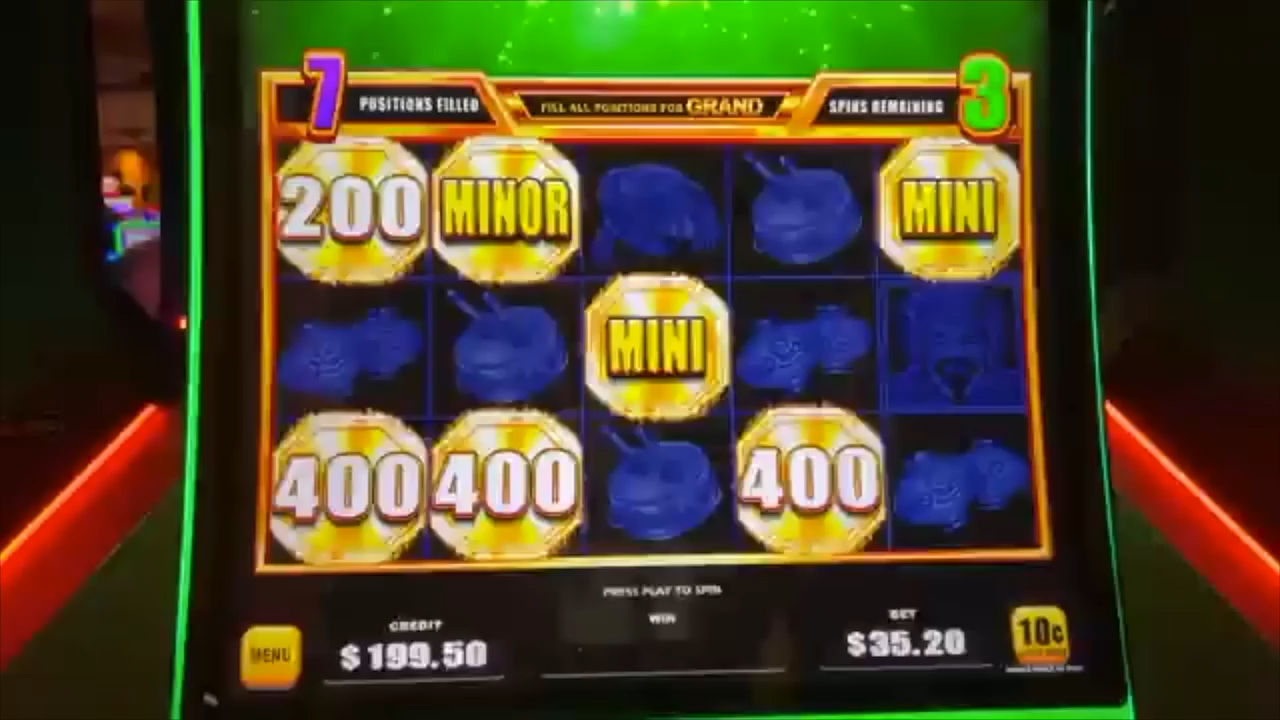 7 POSITIONS FILLED
FILL ALL POSITIONS FOR GRAND
SPINS REMAINING 3
200 MINOR MINI
MINI
400 400 400
PRESS PLAY TO SPIN
WIN
MENU
CREDIT
$199.50
BET
$35.20
10c